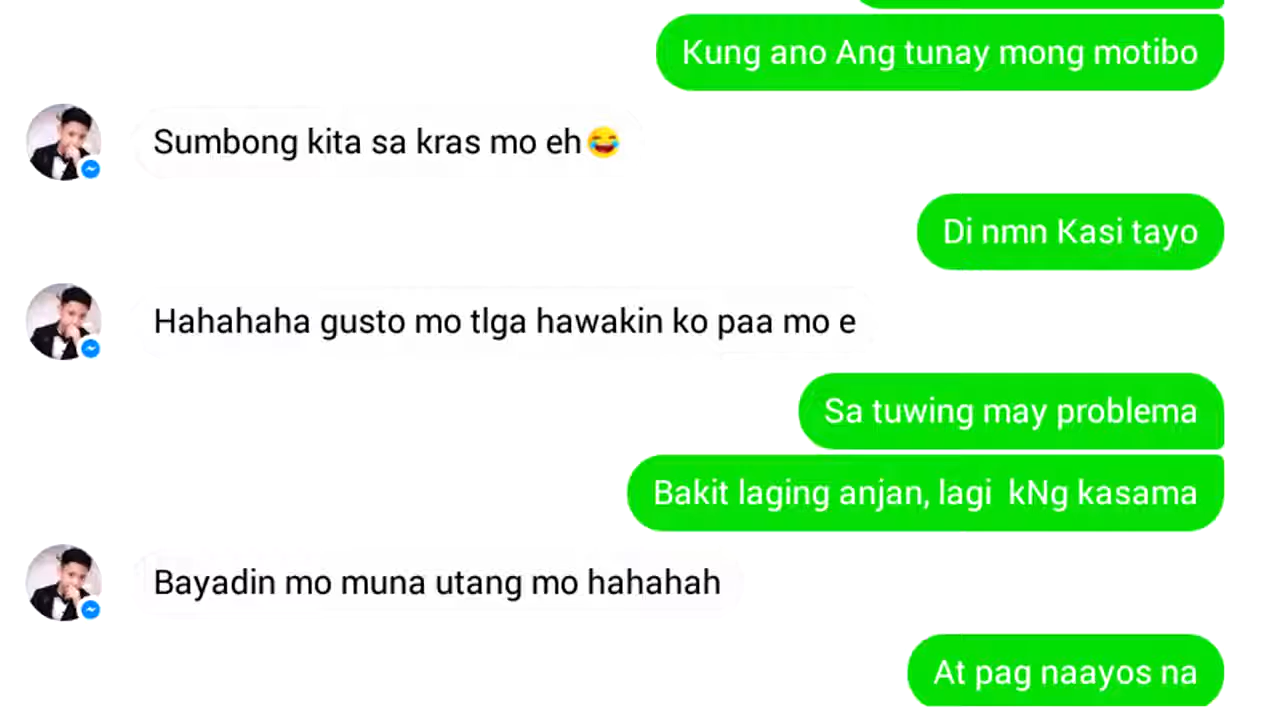 Kung ano Ang tunay mong motibo
Sumbong kita sa kras mo eh😂
Di nmn Kasi tayo
Hahahaha gusto mo tlga hawakin ko paa mo e
Sa tuwing may problema
Bakit laging anjan, lagi  kNg kasama
Bayadin mo muna utang mo hahahah
At pag naayos na